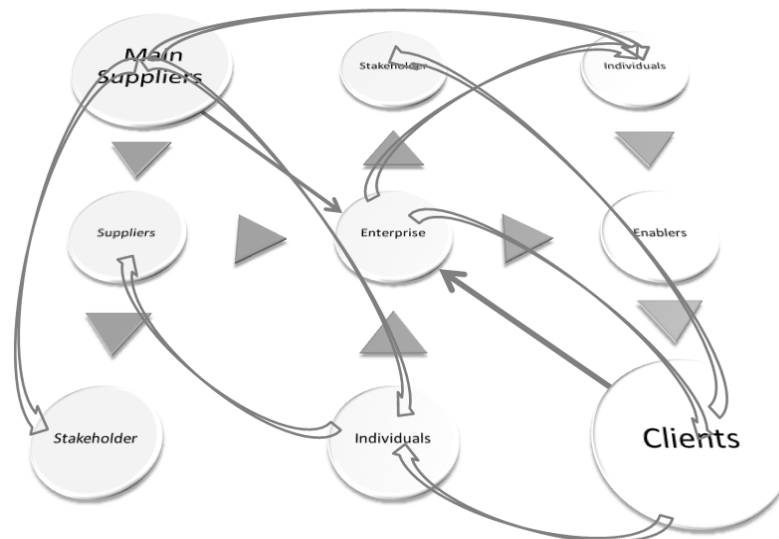 Main
Suppliers
Stakeholder
Individuals
Suppliers
Enterprise
Enablers
Stakeholder
Individuals
Clients